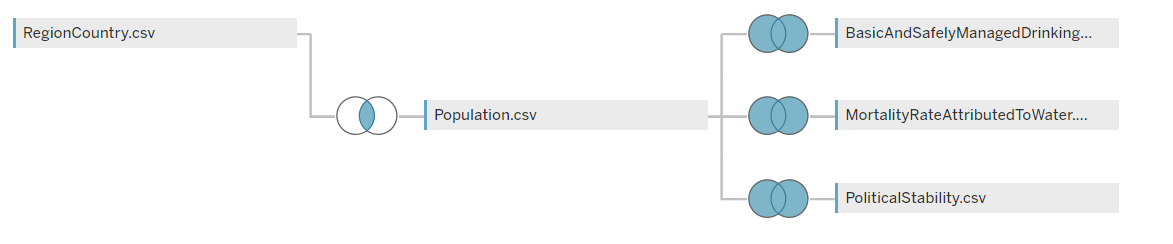 RegionCountry.csv
BasicAndSafelyManagedDrinking...
Population.csv
MortalityRateAttributedToWater....
PoliticalStability.csv